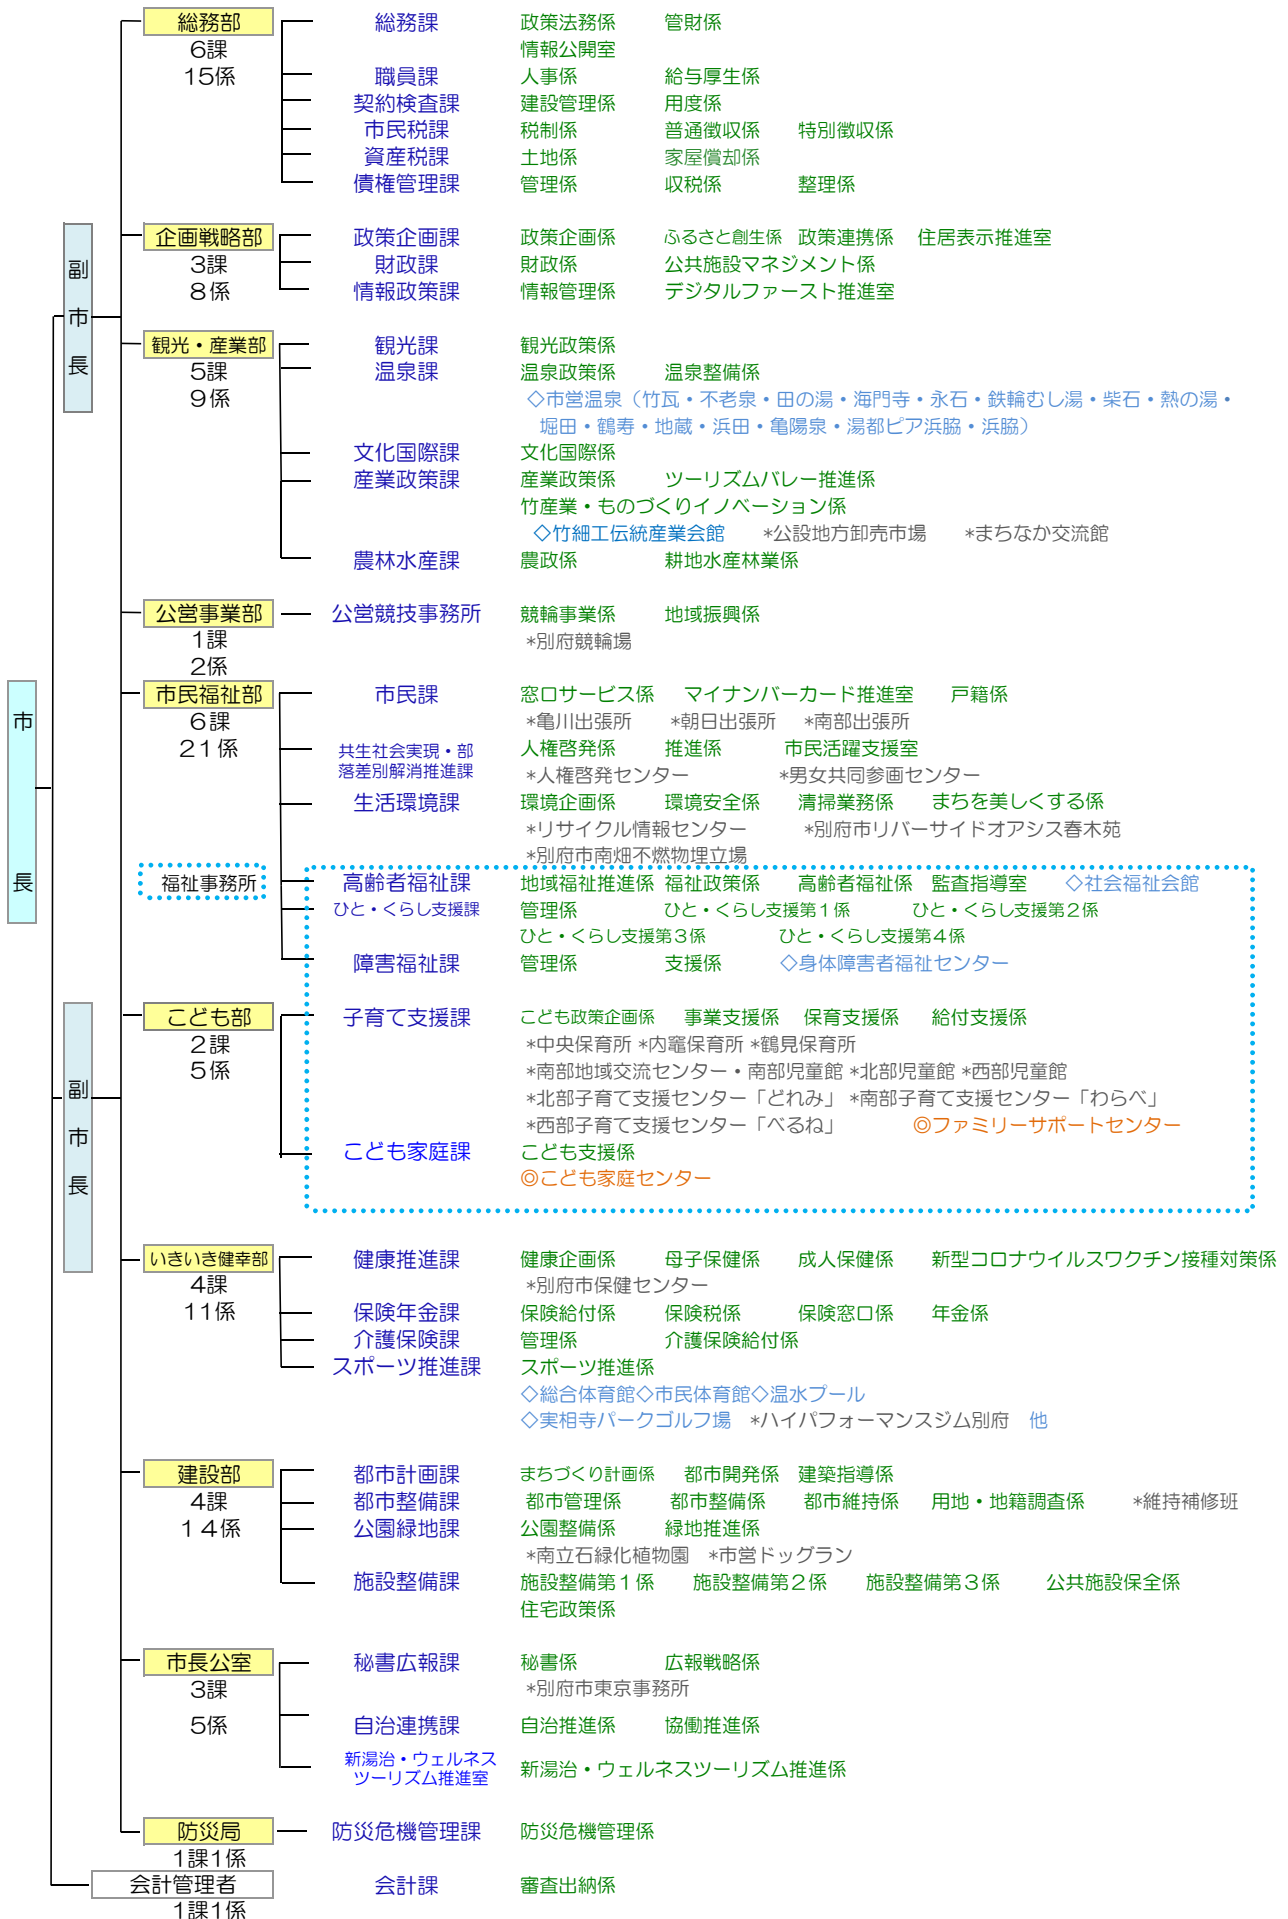 総務部 総務課 政策法務係 管財係
6課 情報公開室
15係 職員課 人事係 給与厚生係
契約検査課 建設管理係 用度係
市民税課 税制係 普通徴収係 特別徴収係
資産税課 土地係 家屋償却係
債権管理課 管理係 収税係 整理係
副市長
企画戦略部 政策企画課 政策企画係 ふるさと創生係 政策連携係 住居表示推進室
3課 財政課 財政係 公共施設マネジメント係
8係 情報政策課 情報管理係 デジタルファースト推進室
観光・産業部 観光課 観光政策係
5課 温泉課 温泉政策係 温泉整備係
9係 ◇市営温泉（竹瓦・不老泉・田の湯・海門寺・永石・鉄輪むし湯・柴石・熱の湯・
堀田・鶴寿・地蔵・浜田・亀陽泉・湯都ピア浜脇・浜脇）
文化国際課 文化国際係
産業政策課 産業政策係 ツーリズムバレー推進係
竹産業・ものづくりイノベーション係
◇竹細工伝統産業会館 *公設地方卸売市場 *まちなか交流館
農林水産課 農政係 耕地水産林業係
公営事業部 公営競技事務所 競輪事業係 地域振興係
1課 *別府競輪場
2係
市長
市民福祉部 市民課 窓口サービス係 マイナンバーカード推進室 戸籍係
6課 *亀川出張所 *朝日出張所 *南部出張所
21係 共生社会実現・部 人権啓発係 推進係 市民活躍支援室
落差別解消推進課 *人権啓発センター *男女共同参画センター
生活環境課 環境企画係 環境安全係 清掃業務係 まちを美しくする係
*リサイクル情報センター *別府市リバーサイドオアシス春木苑
*別府市南畑不燃物埋立場
福祉事務所 高齢者福祉課 地域福祉推進係 福祉政策係 高齢者福祉係 監査指導室 ◇社会福祉会館
ひと・くらし支援課 管理係 ひと・くらし支援第1係 ひと・くらし支援第2係
ひと・くらし支援第3係 ひと・くらし支援第4係
障害福祉課 管理係 支援係 ◇身体障害者福祉センター
副市長
こども部 子育て支援課 こども政策企画係 事業支援係 保育支援係 給付支援係
2課 *中央保育所 *内竈保育所 *鶴見保育所
5係 *南部地域交流センター・南部児童館 *北部児童館 *西部児童館
*北部子育て支援センター「どれみ」 *南部子育て支援センター「わらべ」
*西部子育て支援センター「べるね」 ◎ファミリーサポートセンター
こども家庭課 こども支援係
◎こども家庭センター
いきいき健幸部 健康推進課 健康企画係 母子保健係 成人保健係 新型コロナウイルスワクチン接種対策係
4課 *別府市保健センター
11係 保険年金課 保険給付係 保険税係 保険窓口係 年金係
介護保険課 管理係 介護保険給付係
スポーツ推進課 スポーツ推進係
◇総合体育館◇市民体育館◇温水プール
◇実相寺パークゴルフ場 *ハイパフォーマンスジム別府 他
建設部 都市計画課 まちづくり計画係 都市開発係 建築指導係
4課 都市整備課 都市管理係 都市整備係 都市維持係 用地・地籍調査係 *維持補修班
14係 公園緑地課 公園整備係 緑地推進係
*南立石緑化植物園 *市営ドッグラン
施設整備課 施設整備第1係 施設整備第2係 施設整備第3係 公共施設保全係
住宅政策係
市長公室 秘書広報課 秘書係 広報戦略係
3課 *別府市東京事務所
5係 自治連携課 自治推進係 協働推進係
新湯治・ウェルネス
ツーリズム推進室 新湯治・ウェルネスツーリズム推進係
防災局 防災危機管理課 防災危機管理係
1課1係
会計管理者 会計課 審査出納係
1課1係